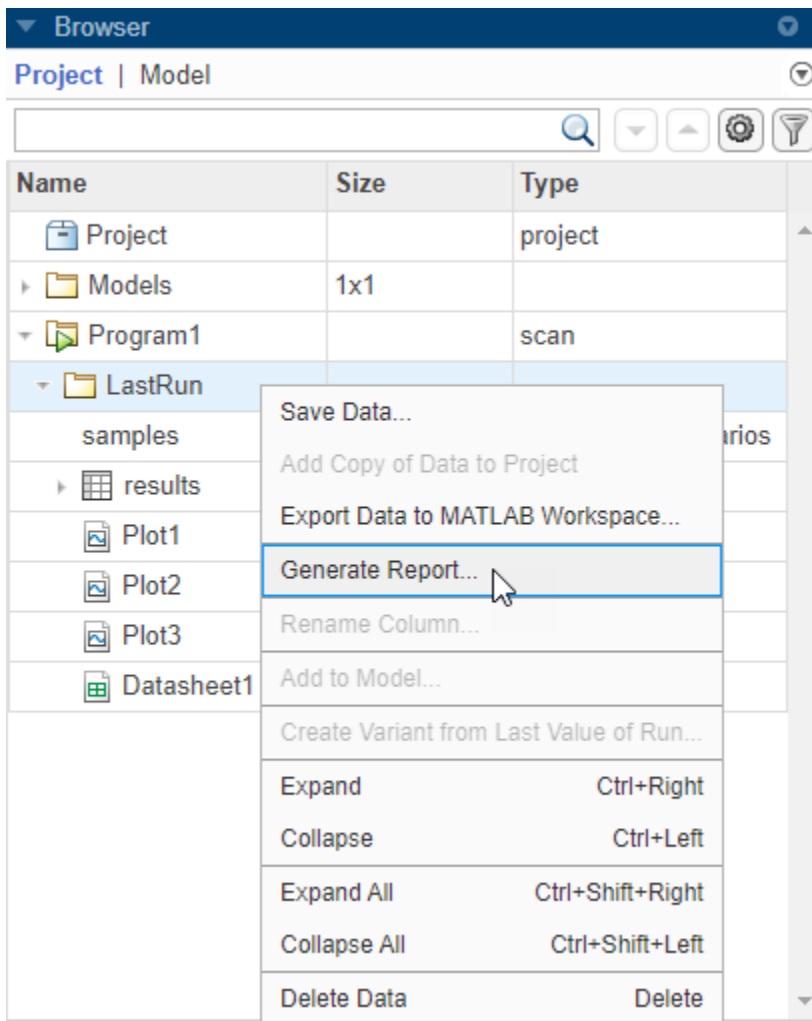 Browser
Project | Model
Name Size Type
Project project
Models 1x1
Program1 scan
LastRun
samples
results
Plot1
Plot2
Plot3
Datasheet1
Save Data...
Add Copy of Data to Project
Export Data to MATLAB Workspace...
Generate Report...
Rename Column...
Add to Model...
Create Variant from Last Value of Run...
Expand Ctrl+Right
Collapse Ctrl+Left
Expand All Ctrl+Shift+Right
Collapse All Ctrl+Shift+Left
Delete Data Delete